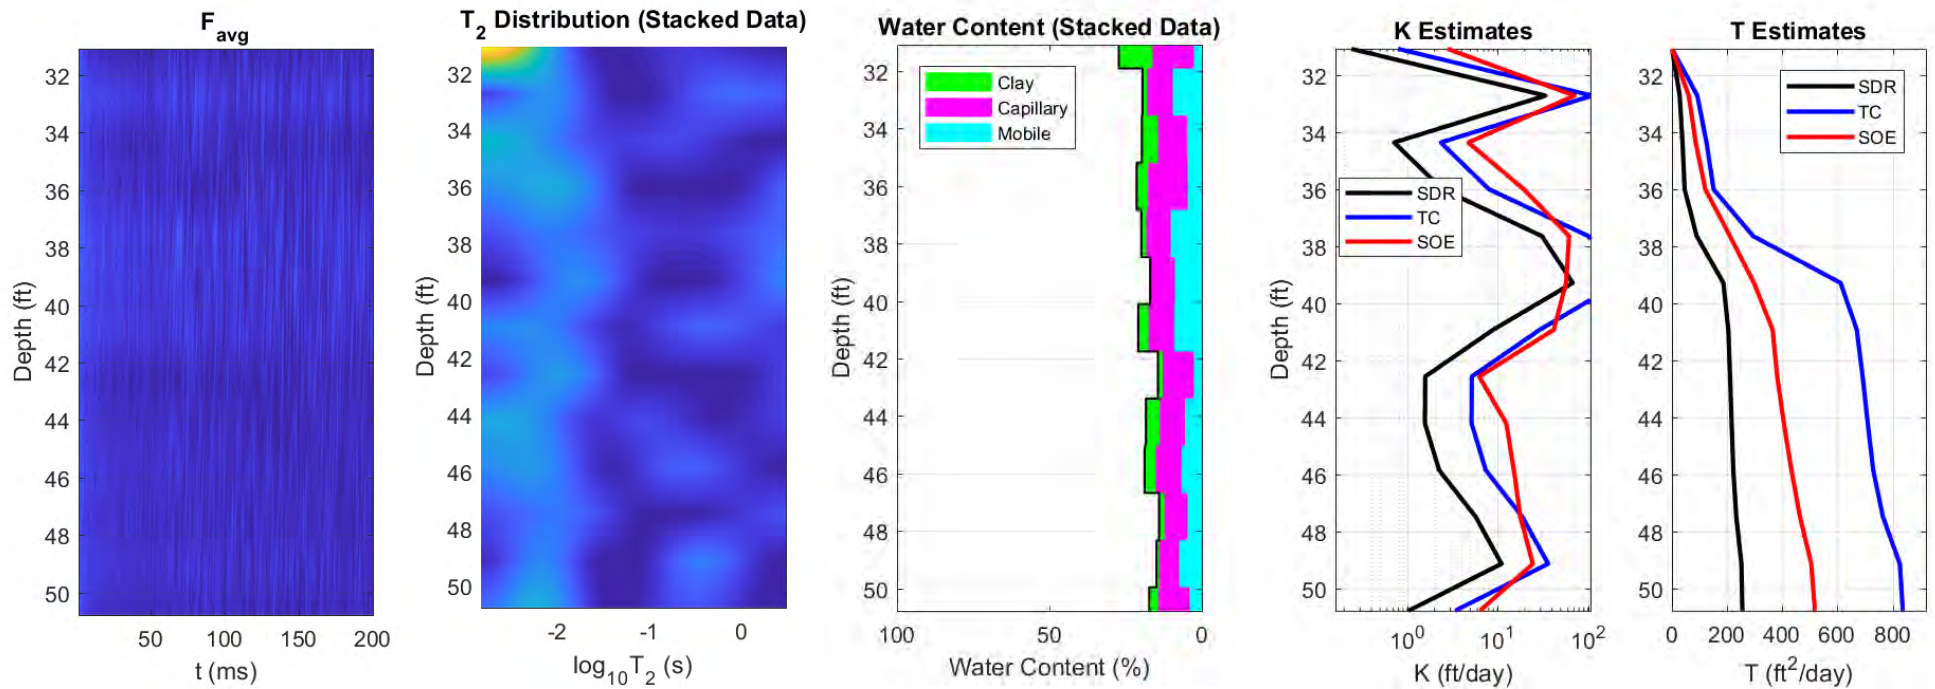 F_avg
Depth (ft)
32
34
36
38
40
42
44
46
48
50
50
100
150
200
t (ms)
T_2 Distribution (Stacked Data)
Depth (ft)
32
34
36
38
40
42
44
46
48
50
-2
-1
0
log_10 T_2 (s)
Water Content (Stacked Data)
Clay
Capillary
Mobile
Depth (ft)
32
34
36
38
40
42
44
46
48
50
100
50
0
Water Content (%)
K Estimates
SDR
TC
SOE
Depth (ft)
32
34
36
38
40
42
44
46
48
50
10^0
10^1
10^2
K (ft/day)
T Estimates
SDR
TC
SOE
32
34
36
38
40
42
44
46
48
50
0
200
400
600
800
T (ft^2/day)